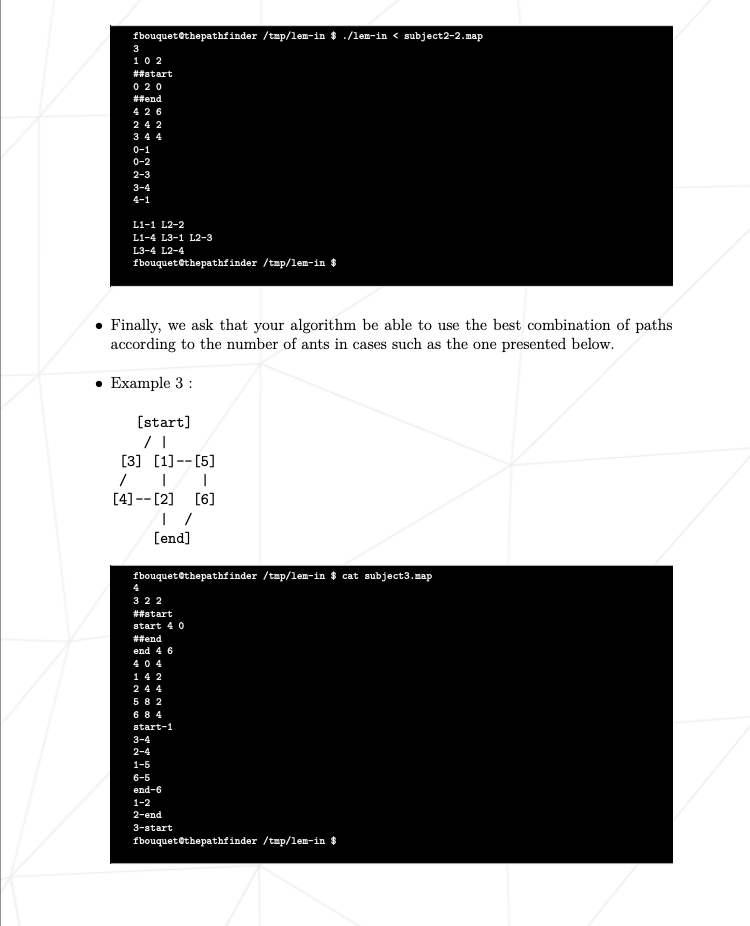 fbouquet@thepathfinder /tmp/lem-in $ ./lem-in < subject2-2.map
3
1 0 2
##start
0 2 0
##end
4 2 6
2 4 2
3 4 4
0-1
0-2
2-3
3-4
4-1

L1-1 L2-2
L1-4 L3-1 L2-3
L3-4 L2-4
fbouquet@thepathfinder /tmp/lem-in $
• Finally, we ask that your algorithm be able to use the best combination of paths
according to the number of ants in cases such as the one presented below.
• Example 3 :
   [start]
    / |
 [3] [1]--[5]
 /    |    |
[4]--[2]  [6]
      |  /
     [end]
fbouquet@thepathfinder /tmp/lem-in $ cat subject3.map
4
3 2 2
##start
start 4 0
##end
end 4 6
4 0 4
1 4 2
2 4 4
5 8 2
6 8 4
start-1
3-4
2-4
1-5
6-5
end-6
1-2
2-end
3-start
fbouquet@thepathfinder /tmp/lem-in $